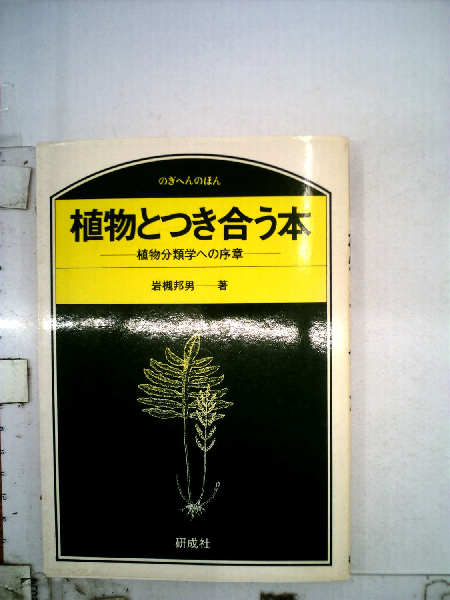 のぎへんのほん
植物とつき合う本
植物分類学への序章
岩槻邦男——著
研成社